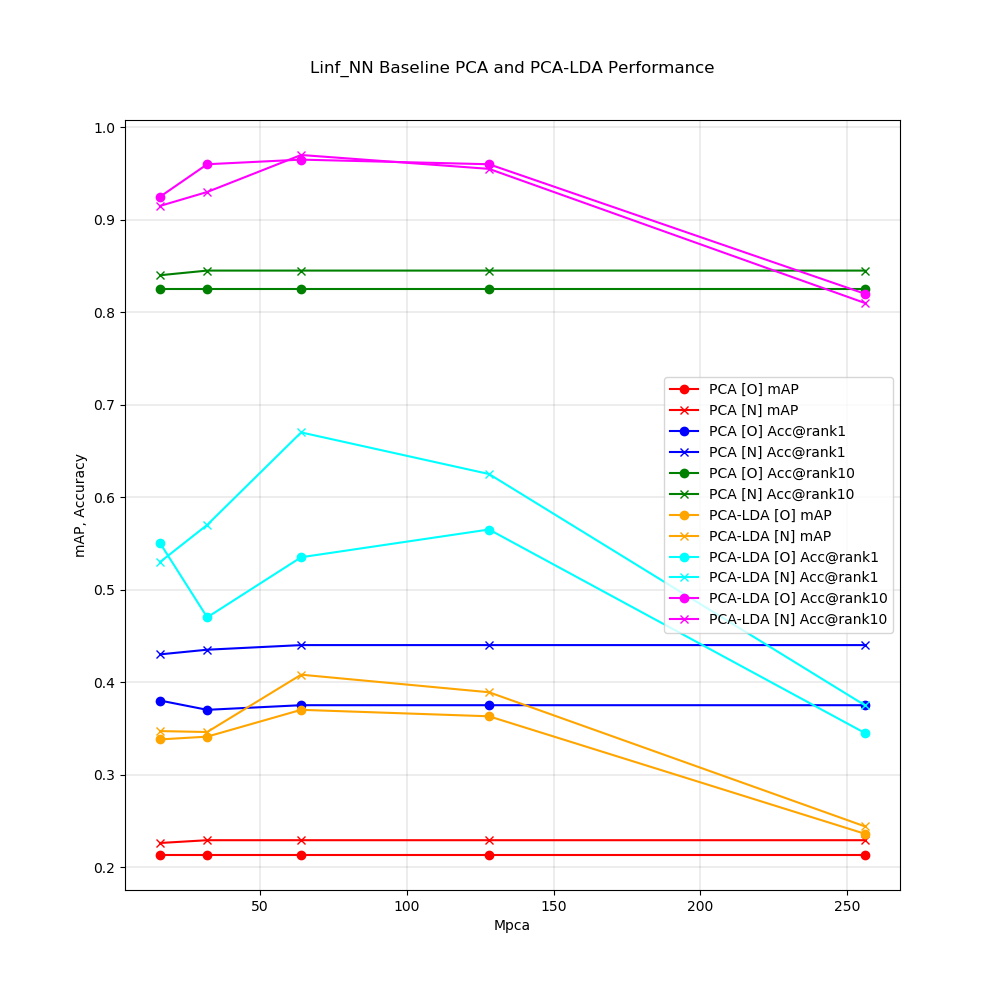 Linf_NN Baseline PCA and PCA-LDA Performance
1.0
0.9
0.8
0.7
0.6
0.5
0.4
0.3
0.2
mAP, Accuracy
PCA [O] mAP
PCA [N] mAP
PCA [O] Acc@rank1
PCA [N] Acc@rank1
PCA [O] Acc@rank10
PCA [N] Acc@rank10
PCA-LDA [O] mAP
PCA-LDA [N] mAP
PCA-LDA [O] Acc@rank1
PCA-LDA [N] Acc@rank1
PCA-LDA [O] Acc@rank10
PCA-LDA [N] Acc@rank10
50 100 150 200 250
Mpca